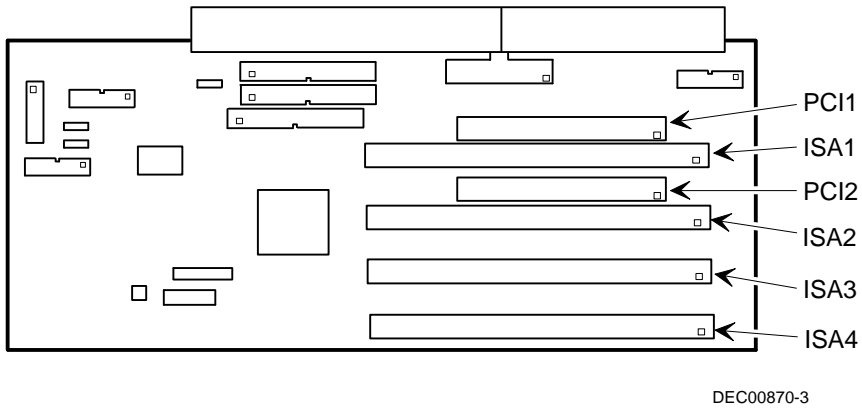 PCI1
ISA1
PCI2
ISA2
ISA3
ISA4
DEC00870-3